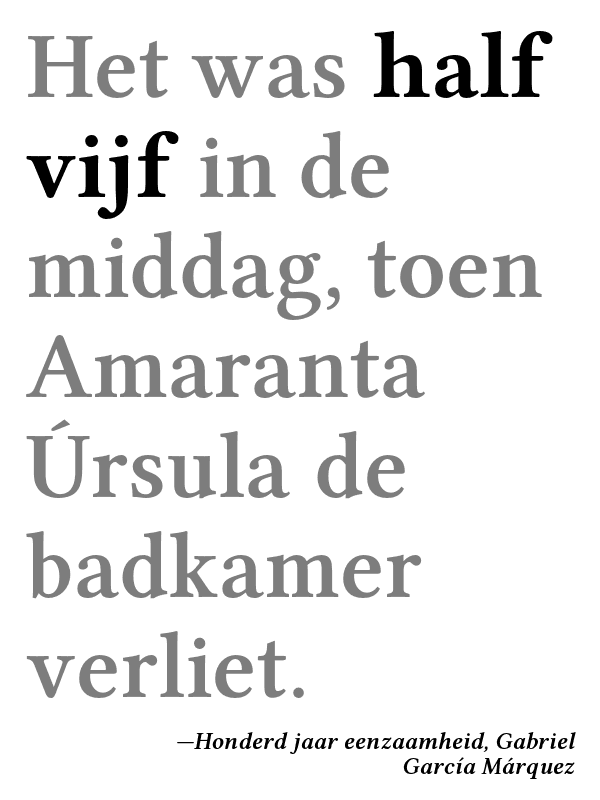 Het was half
vijf in de
middag, toen
Amaranta
Úrsula de
badkamer
verliet.
—Honderd jaar eenzaamheid, Gabriel
García Márquez